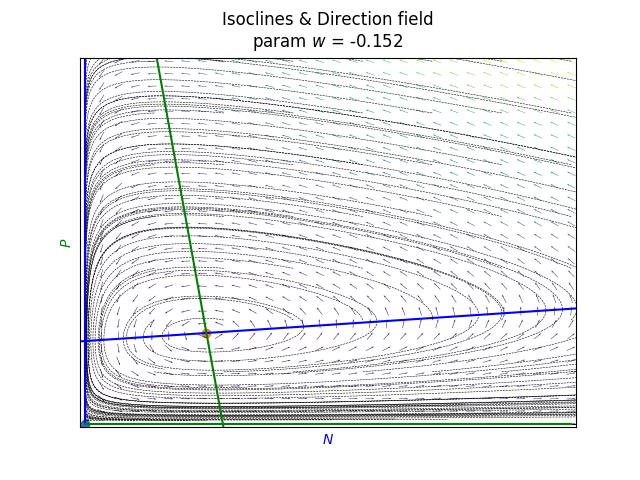 Isoclines & Direction field
param w = -0.152
P
N